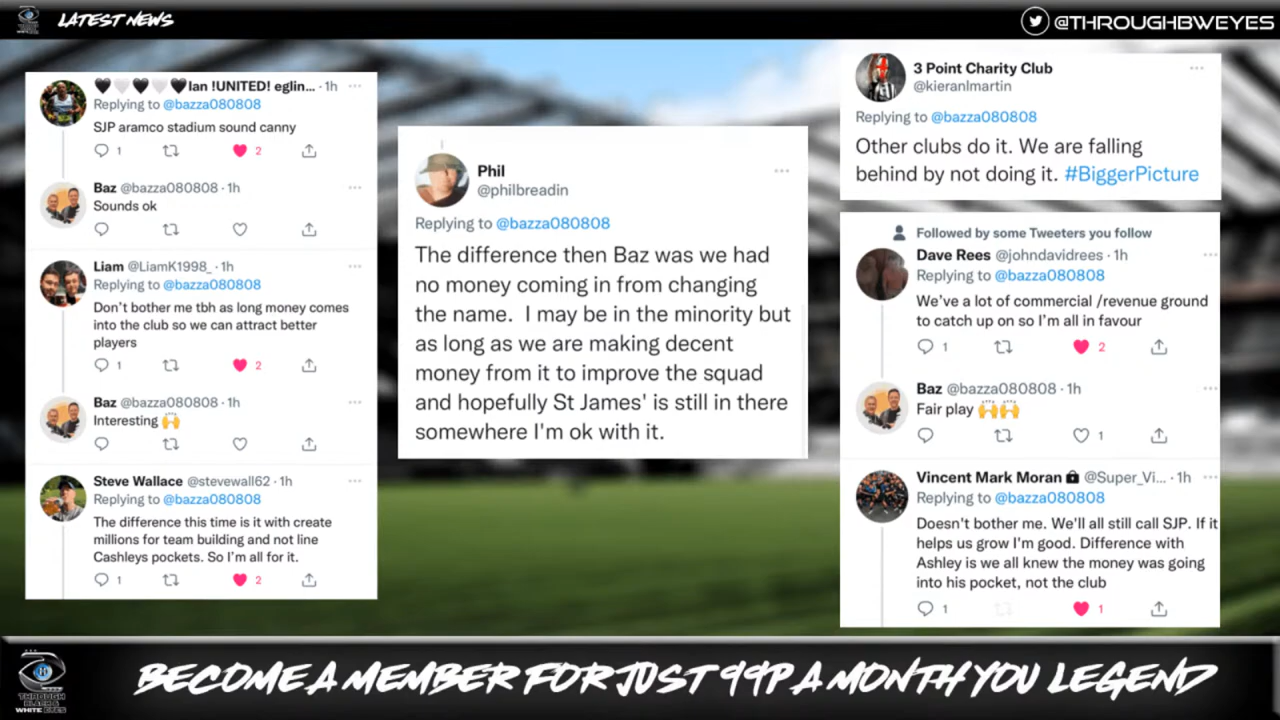 LATEST NEWS
@THROUGHBWEYES
🖤🤍🖤🤍🖤Ian !UNITED! eglin... · 1h
Replying to @bazza080808
SJP aramco stadium sound canny
1
2
Baz @bazza080808 · 1h
Sounds ok
Liam @LiamK1998_ · 1h
Replying to @bazza080808
Don't bother me tbh as long money comes
into the club so we can attract better
players
1
2
Baz @bazza080808 · 1h
Interesting 🙌
Steve Wallace @stevewall62 · 1h
Replying to @bazza080808
The difference this time is it with create
millions for team building and not line
Cashleys pockets. So I'm all for it.
1
2
Phil
@philbreadin
Replying to @bazza080808
The difference then Baz was we had
no money coming in from changing
the name. I may be in the minority but
as long as we are making decent
money from it to improve the squad
and hopefully St James' is still in there
somewhere I'm ok with it.
3 Point Charity Club
@kieranlmartin
Replying to @bazza080808
Other clubs do it. We are falling
behind by not doing it. #BiggerPicture
Followed by some Tweeters you follow
Dave Rees @johndavidrees · 1h
Replying to @bazza080808
We've a lot of commercial /revenue ground
to catch up on so I'm all in favour
1
2
Baz @bazza080808 · 1h
Fair play 🙌🙌
1
Vincent Mark Moran @Super_Vi... · 1h
Replying to @bazza080808
Doesn't bother me. We'll all still call SJP. If it
helps us grow I'm good. Difference with
Ashley is we all knew the money was going
into his pocket, not the club
1
1
THROUGH
BLACK &
WHITE EYES
BECOME A MEMBER FOR JUST 99P A MONTH YOU LEGEND